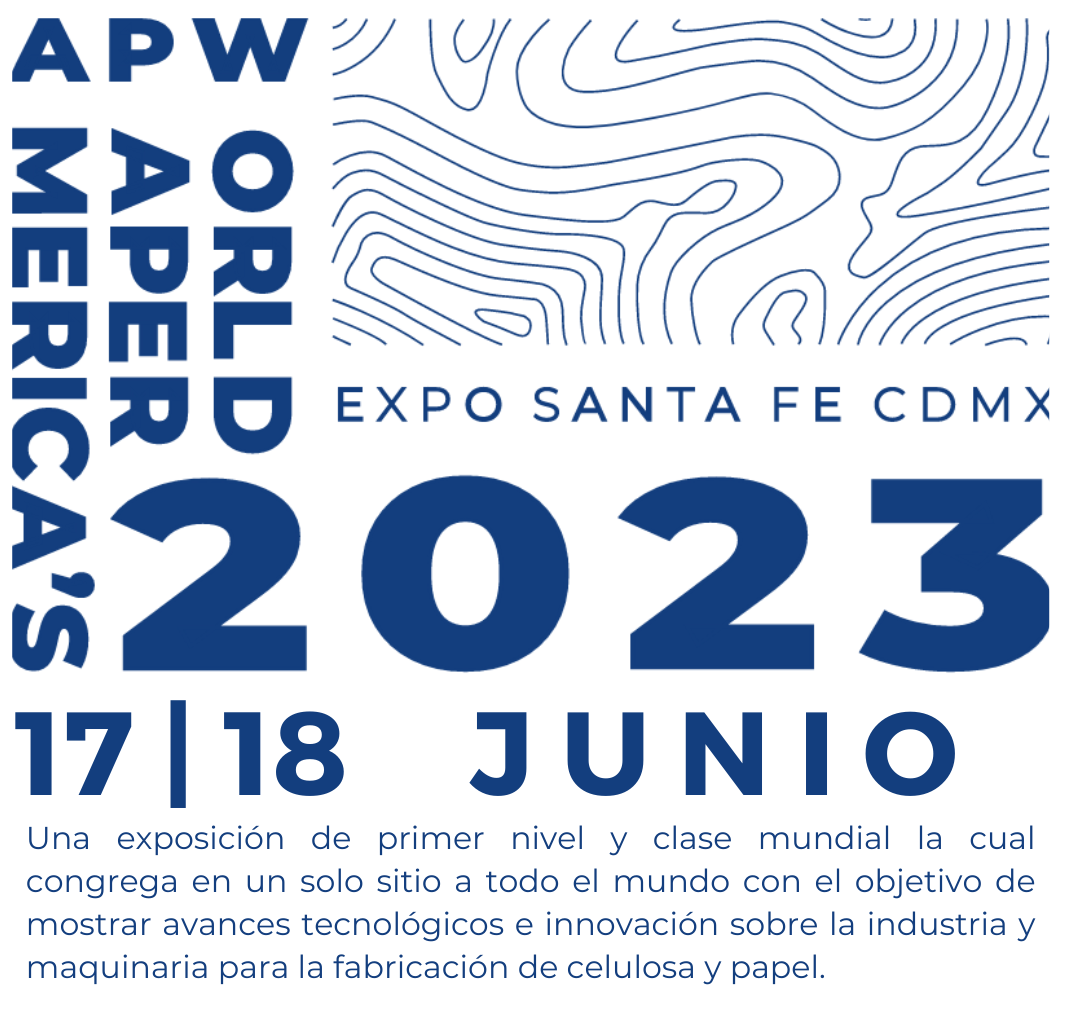 APW
MERICA'S
APER
ORLD
EXPO SANTA FE CDMX
2023
17|18 JUNIO
Una exposición de primer nivel y clase mundial la cual
congrega en un solo sitio a todo el mundo con el objetivo de
mostrar avances tecnológicos e innovación sobre la industria y
maquinaria para la fabricación de celulosa y papel.